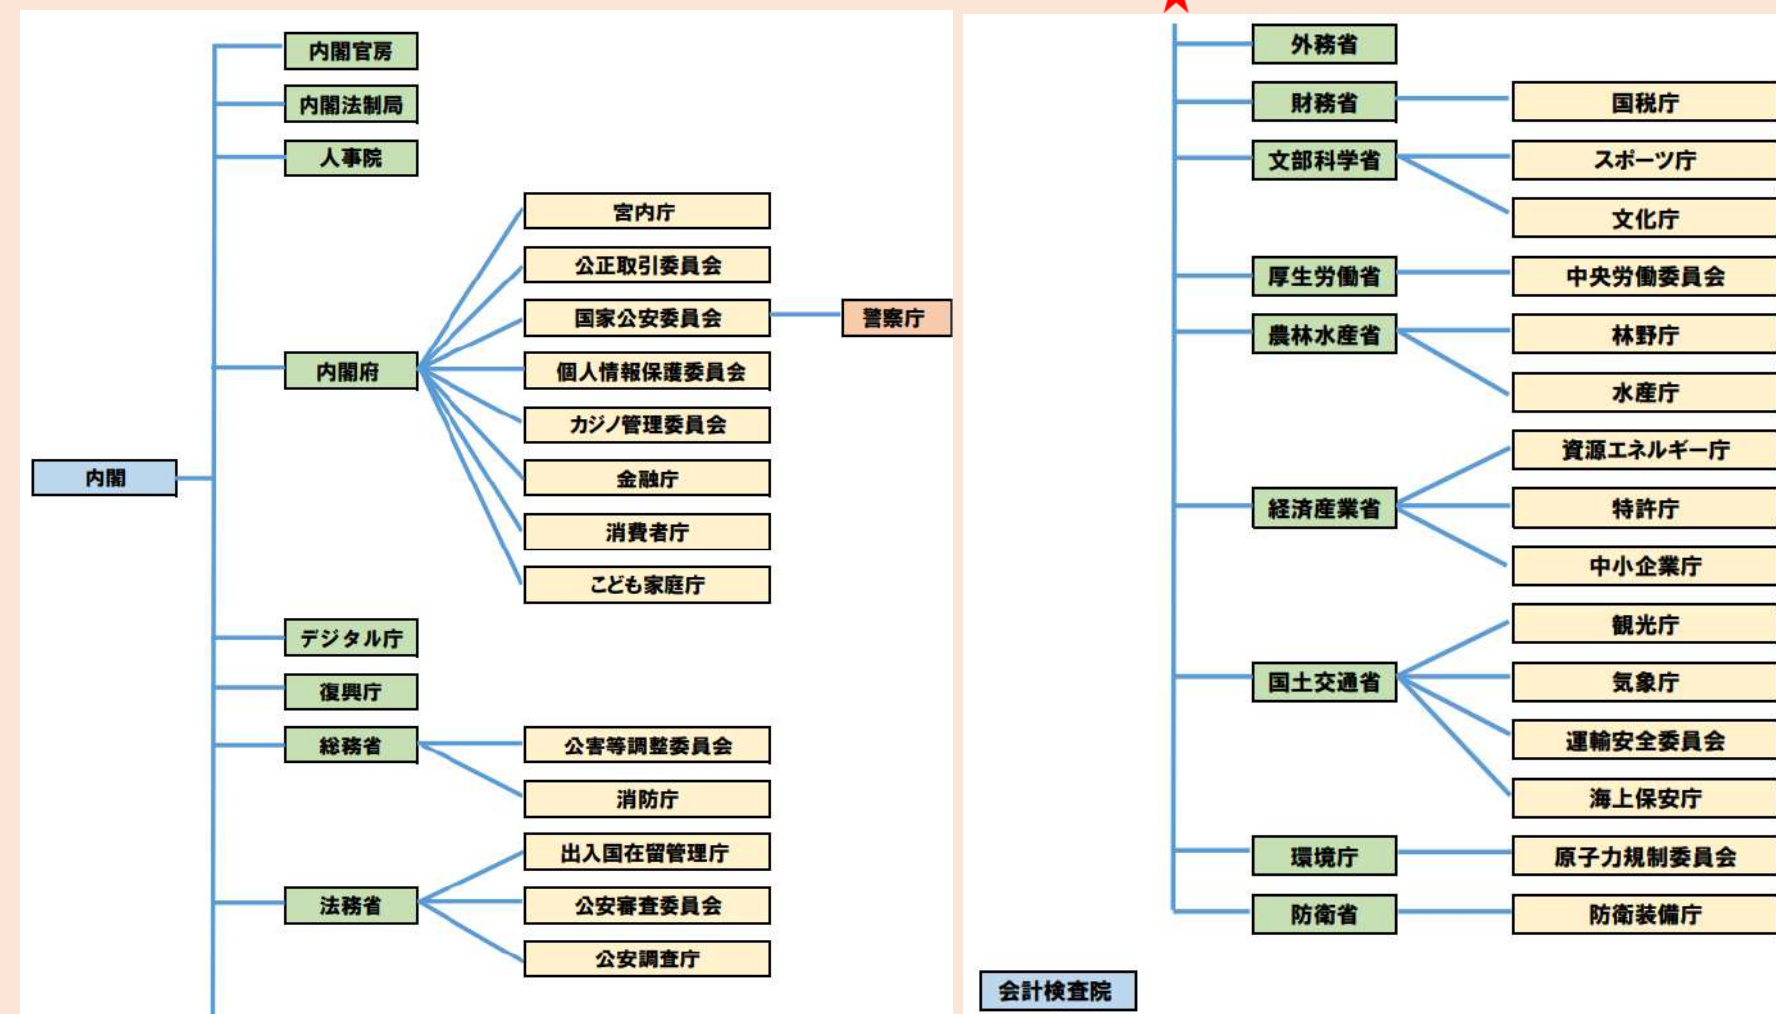 内閣官房
内閣法制局
人事院
宮内庁
公正取引委員会
国家公安委員会
警察庁
内閣府
個人情報保護委員会
カジノ管理委員会
金融庁
内閣
消費者庁
こども家庭庁
デジタル庁
復興庁
総務省
公害等調整委員会
消防庁
出入国在留管理庁
法務省
公安審査委員会
公安調査庁
外務省
財務省
国税庁
文部科学省
スポーツ庁
文化庁
厚生労働省
中央労働委員会
農林水産省
林野庁
水産庁
資源エネルギー庁
経済産業省
特許庁
中小企業庁
観光庁
国土交通省
気象庁
運輸安全委員会
海上保安庁
環境庁
原子力規制委員会
防衛省
防衛装備庁
会計検査院